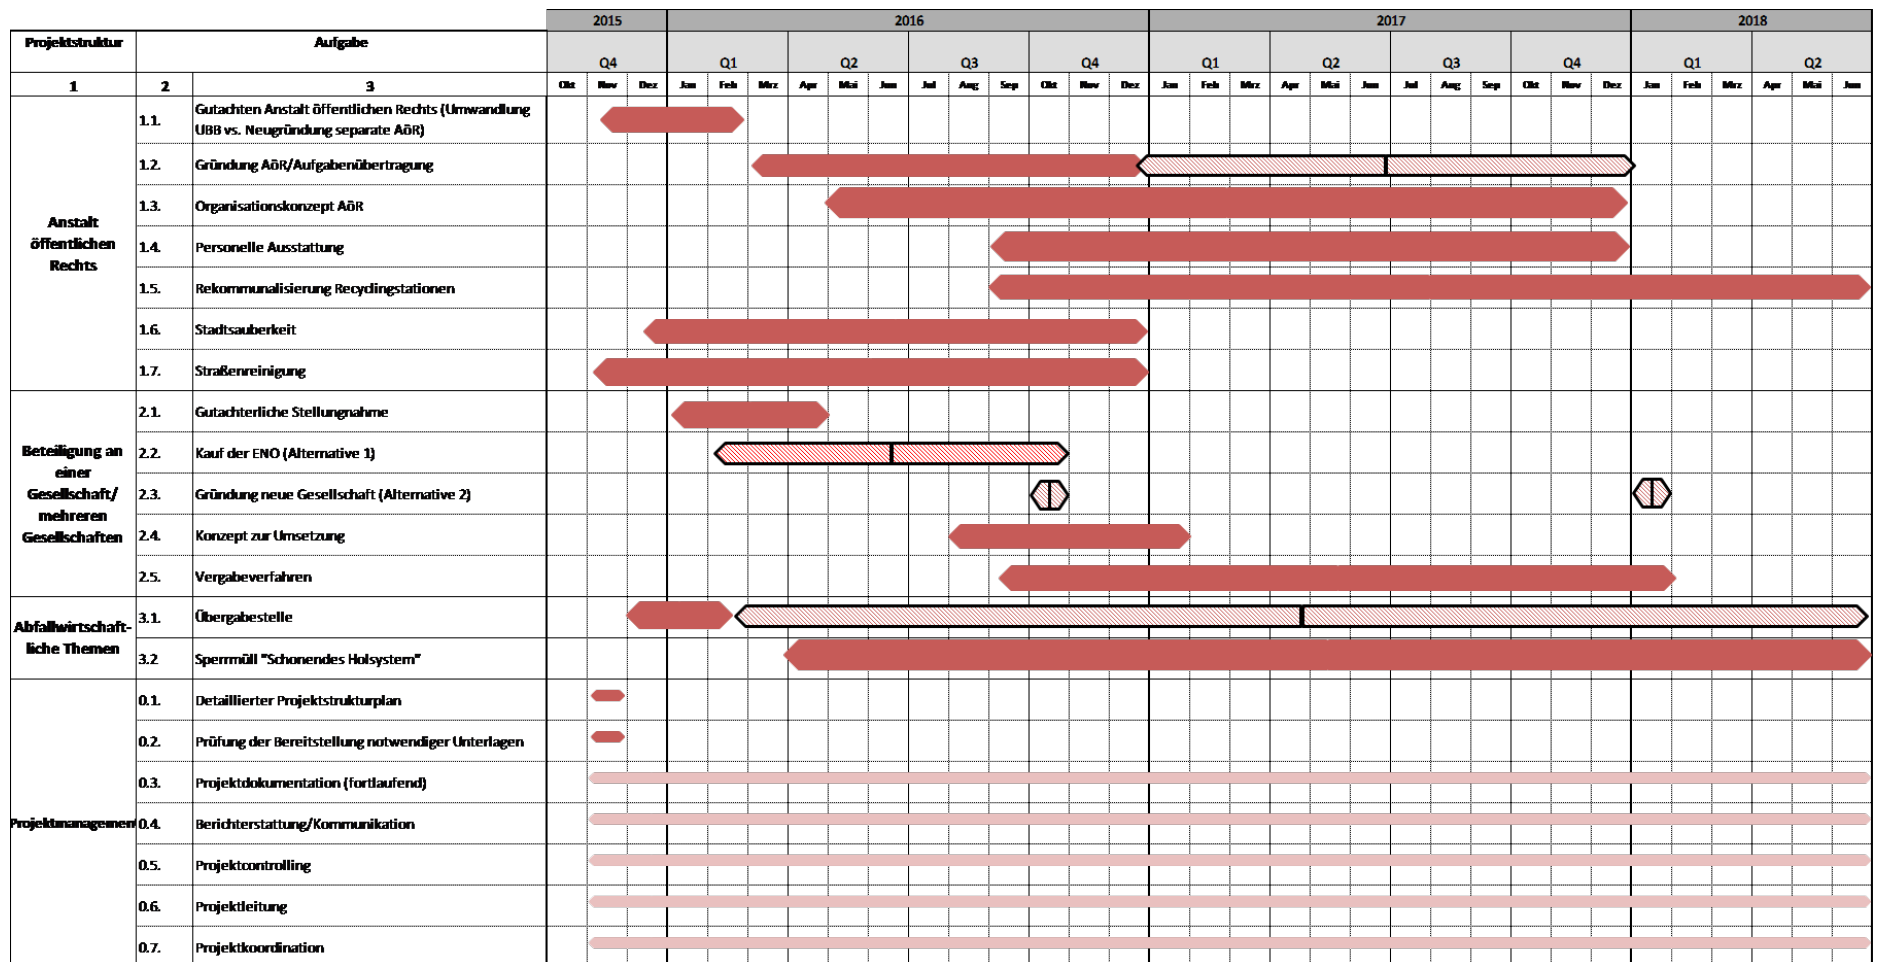 2015 2016 2017 2018
Projektstruktur Aufgabe
Q4 Q1 Q2 Q3 Q4 Q1 Q2 Q3 Q4 Q1 Q2
1 2 3 Okt Nov Dez Jan Feb Mrz Apr Mai Jun Jul Aug Sep Okt Nov Dez Jan Feb Mrz Apr Mai Jun Jul Aug Sep Okt Nov Dez Jan Feb Mrz Apr Mai Jun
Anstalt
öffentlichen
Rechts
1.1. Gutachten Anstalt öffentlichen Rechts (Umwandlung
UBB vs. Neugründung separate AöR)
1.2. Gründung AöR/Aufgabenübertragung
1.3. Organisationskonzept AöR
1.4. Personelle Ausstattung
1.5. Rekommunalisierung Recyclingstationen
1.6. Stadtsauberkeit
1.7. Straßenreinigung
Beteiligung an
einer
Gesellschaft/
mehreren
Gesellschaften
2.1. Gutachterliche Stellungnahme
2.2. Kauf der ENO (Alternative 1)
2.3. Gründung neue Gesellschaft (Alternative 2)
2.4. Konzept zur Umsetzung
2.5. Vergabeverfahren
Abfallwirtschaft-
liche Themen
3.1. Übergabestelle
3.2 Sperrmüll "Schonendes Holsystem"
Projektmanagement
0.1. Detaillierter Projektstrukturplan
0.2. Prüfung der Bereitstellung notwendiger Unterlagen
0.3. Projektdokumentation (fortlaufend)
0.4. Berichterstattung/Kommunikation
0.5. Projektcontrolling
0.6. Projektleitung
0.7. Projektkoordination